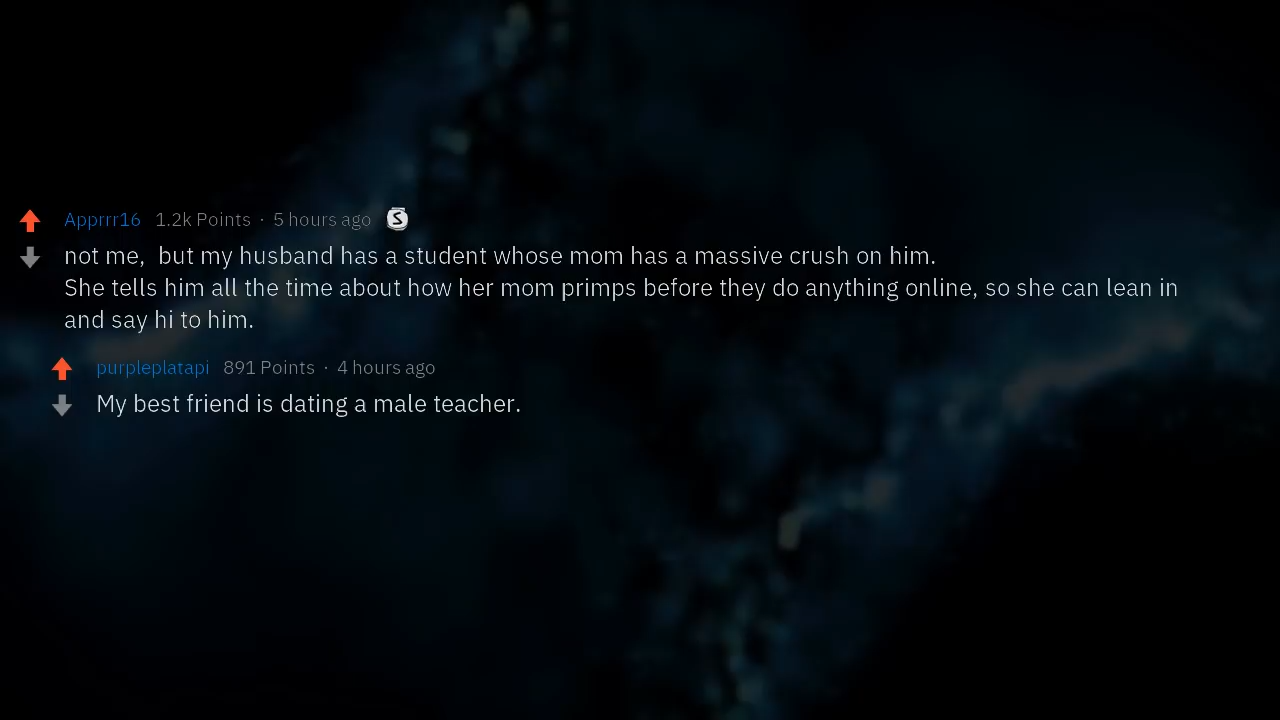 Apprrr16 1.2k Points · 5 hours ago S
not me,  but my husband has a student whose mom has a massive crush on him.
She tells him all the time about how her mom primps before they do anything online, so she can lean in
and say hi to him.
purpleplatapi 891 Points · 4 hours ago
My best friend is dating a male teacher.